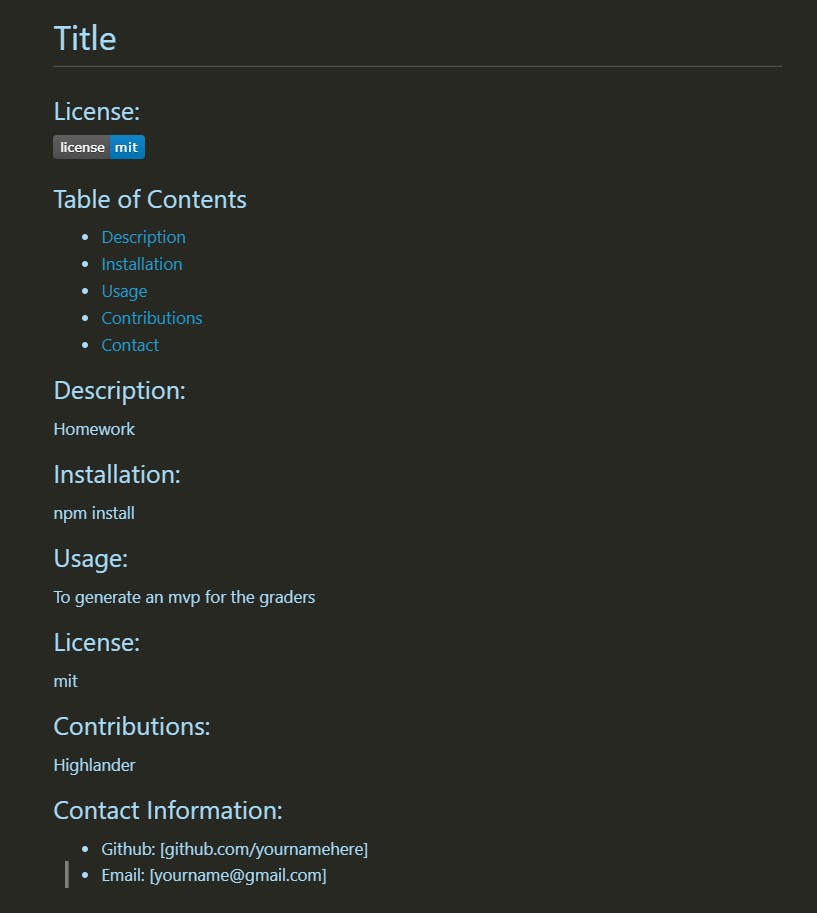 Title
License:
license mit
Table of Contents
Description
Installation
Usage
Contributions
Contact
Description:
Homework
Installation:
npm install
Usage:
To generate an mvp for the graders
License:
mit
Contributions:
Highlander
Contact Information:
Github: [github.com/yournamehere]
Email: [yourname@gmail.com]